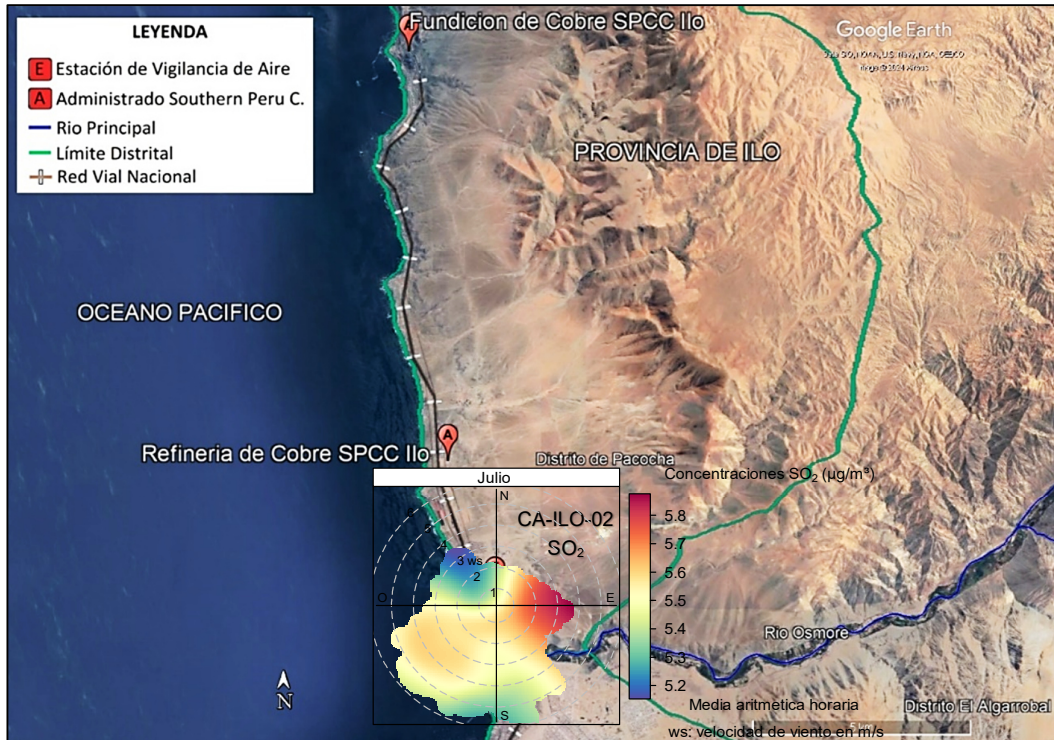 LEYENDA
E Estación de Vigilancia de Aire
A Administrado Southern Peru C.
Rio Principal
Límite Distrital
Red Vial Nacional
Fundicion de Cobre SPCC Ilo
A
Google Earth
PROVINCIA DE ILO
OCEANO PACIFICO
A
Refineria de Cobre SPCC Ilo
Distrito de Pacocha
Concentraciones SO₂ (µg/m³)
Julio
N
CA-ILO-02
SO₂
4
3 ws
2
1
O
E
S
5.8
5.7
5.6
5.5
5.4
5.3
5.2
Rio Osmore
N
Media aritmetica horaria
Distrito El Algarrobal
5 km
ws: velocidad de viento en m/s